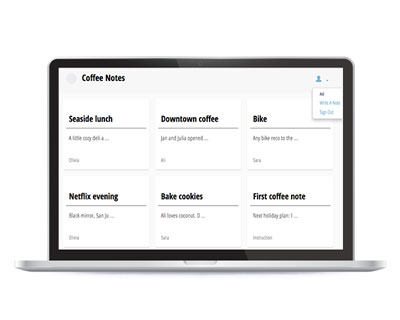 Coffee Notes
Ali
Write A Note
Sign Out
Seaside lunch
Downtown coffee
Bike
A little cozy deli a ...
Jan and Julia opened ...
Any bike reco to the ...
Olivia
Ali
Sara
Netflix evening
Bake cookies
First coffee note
Black mirror, San Ju ...
Ali loves coconut. D ...
Next holiday plan: I ...
Olivia
Sara
Instruction